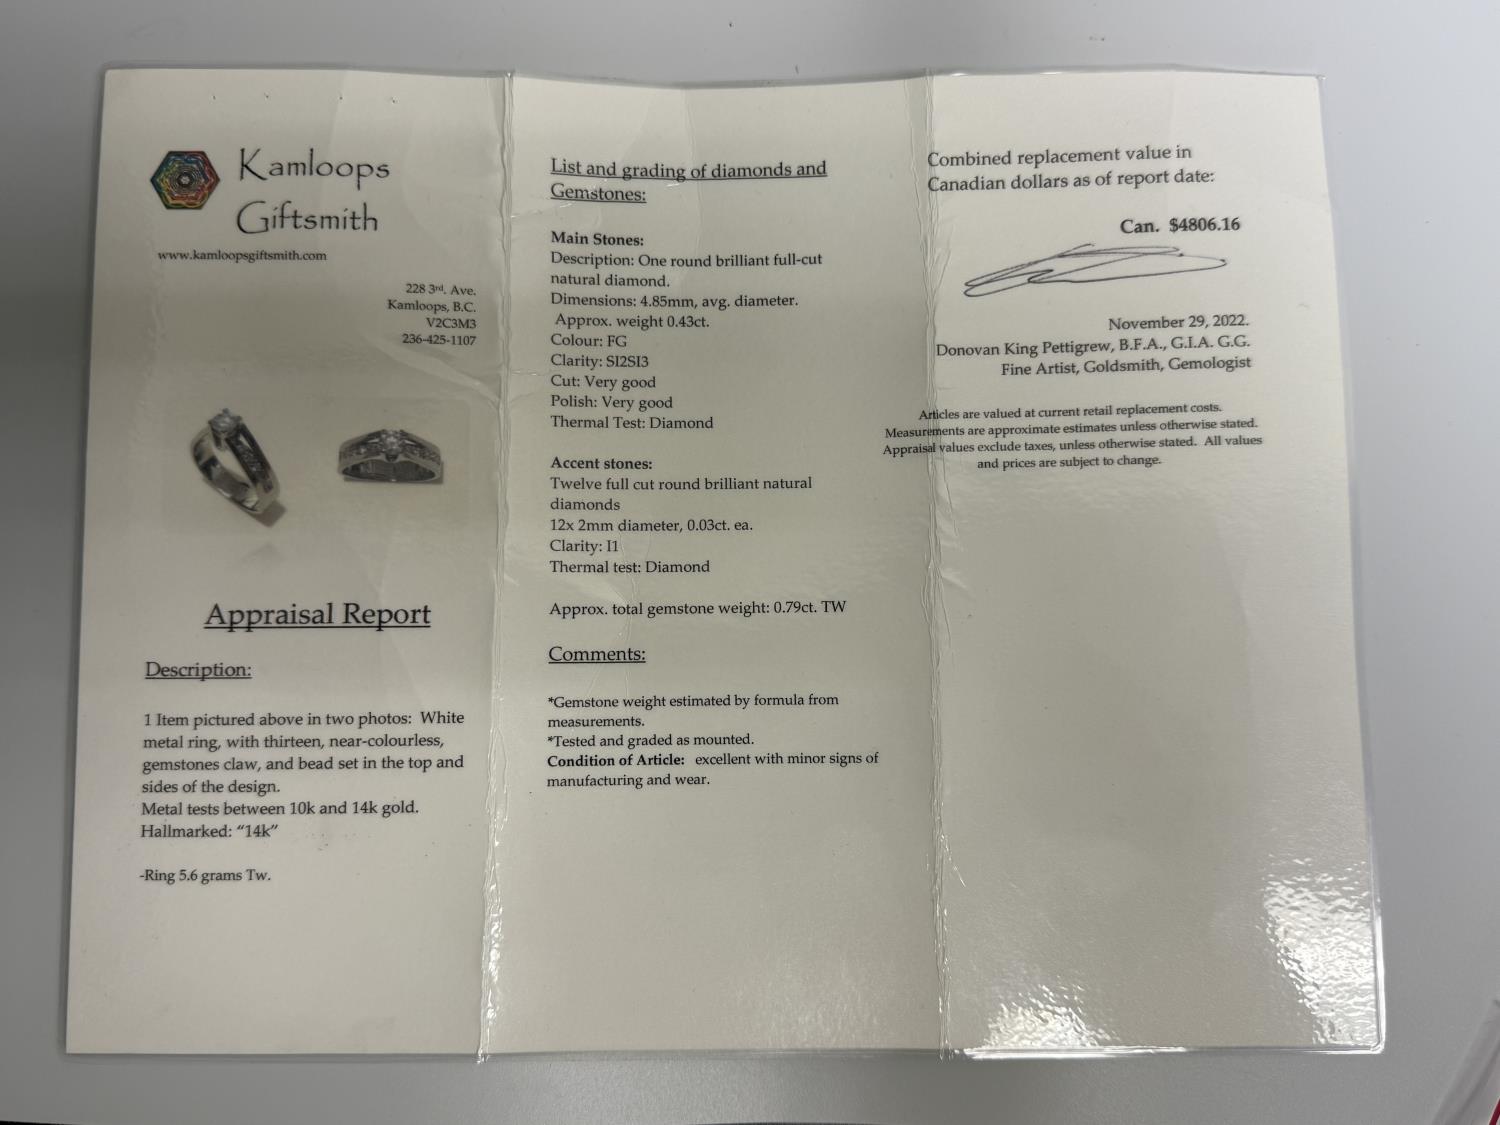 Kamloops
Giftsmith
www.kamloopsgiftsmith.com
228 3rd. Ave.
Kamloops, B.C.
V2C3M3
236-425-1107
Appraisal Report
Description:
1 Item pictured above in two photos: White
metal ring, with thirteen, near-colourless,
gemstones claw, and bead set in the top and
sides of the design.
Metal tests between 10k and 14k gold.
Hallmarked: “14k”
-Ring 5.6 grams Tw.
List and grading of diamonds and
Gemstones:
Main Stones:
Description: One round brilliant full-cut
natural diamond.
Dimensions: 4.85mm, avg. diameter.
Approx. weight 0.43ct.
Colour: FG
Clarity: SI2SI3
Cut: Very good
Polish: Very good
Thermal Test: Diamond
Accent stones:
Twelve full cut round brilliant natural
diamonds
12x 2mm diameter, 0.03ct. ea.
Clarity: I1
Thermal test: Diamond
Approx. total gemstone weight: 0.79ct. TW
Comments:
*Gemstone weight estimated by formula from
measurements.
*Tested and graded as mounted.
Condition of Article: excellent with minor signs of
manufacturing and wear.
Combined replacement value in
Canadian dollars as of report date:
Can. $4806.16
November 29, 2022.
Donovan King Pettigrew, B.F.A., G.I.A. G.G.
Fine Artist, Goldsmith, Gemologist
Articles are valued at current retail replacement costs.
Measurements are approximate estimates unless otherwise stated.
Appraisal values exclude taxes, unless otherwise stated. All values
and prices are subject to change.